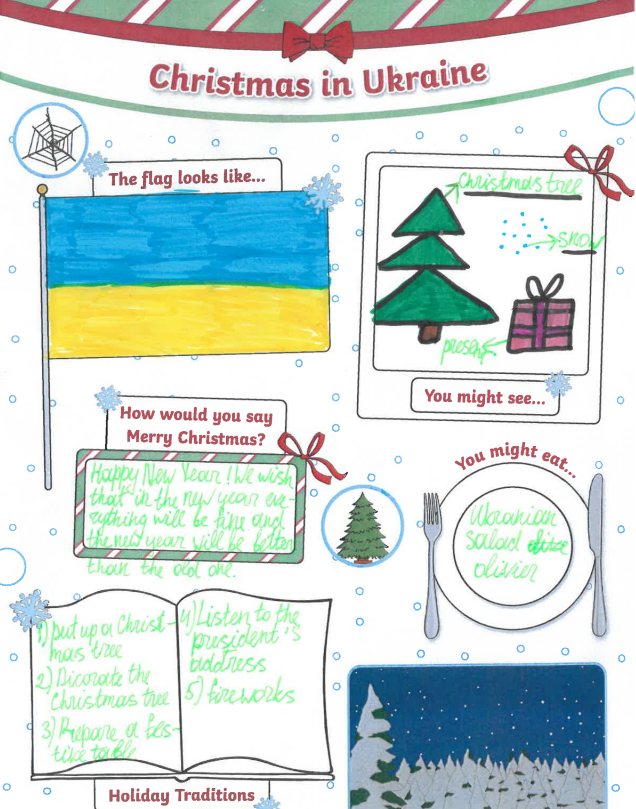 Christmas in Ukraine
The flag looks like...
Christmas tree
snow
present
You might see...
How would you say
Merry Christmas?
Happy New Year! We wish
that in the new year eve-
rything will be fine and
the new year will be better
than the old one.
You might eat...
Ukranian
salad
olivier
1) put up a Christ-
mas tree
2) Dicorate the
Christmas tree
3) Prepare a fes-
tive table
4) Listen to the
president's
address
5) fireworks
Holiday Traditions